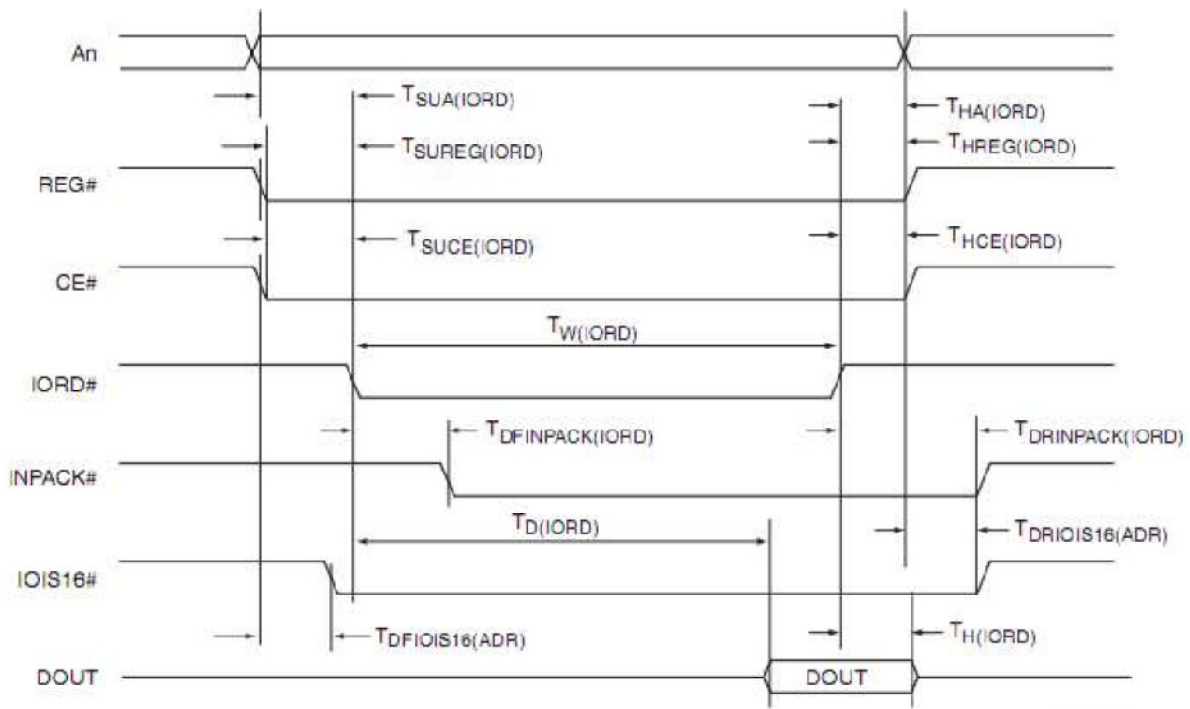 An
TSUA(IORD)
THA(IORD)
TSUREG(IORD)
THREG(IORD)
REG#
TSUCE(IORD)
THCE(IORD)
CE#
TW(IORD)
IORD#
TDFINPACK(IORD)
TDRINPACK(IORD)
INPACK#
TD(IORD)
TDRIOIS16(ADR)
IOIS16#
TDFIOIS16(ADR)
TH(IORD)
DOUT
DOUT